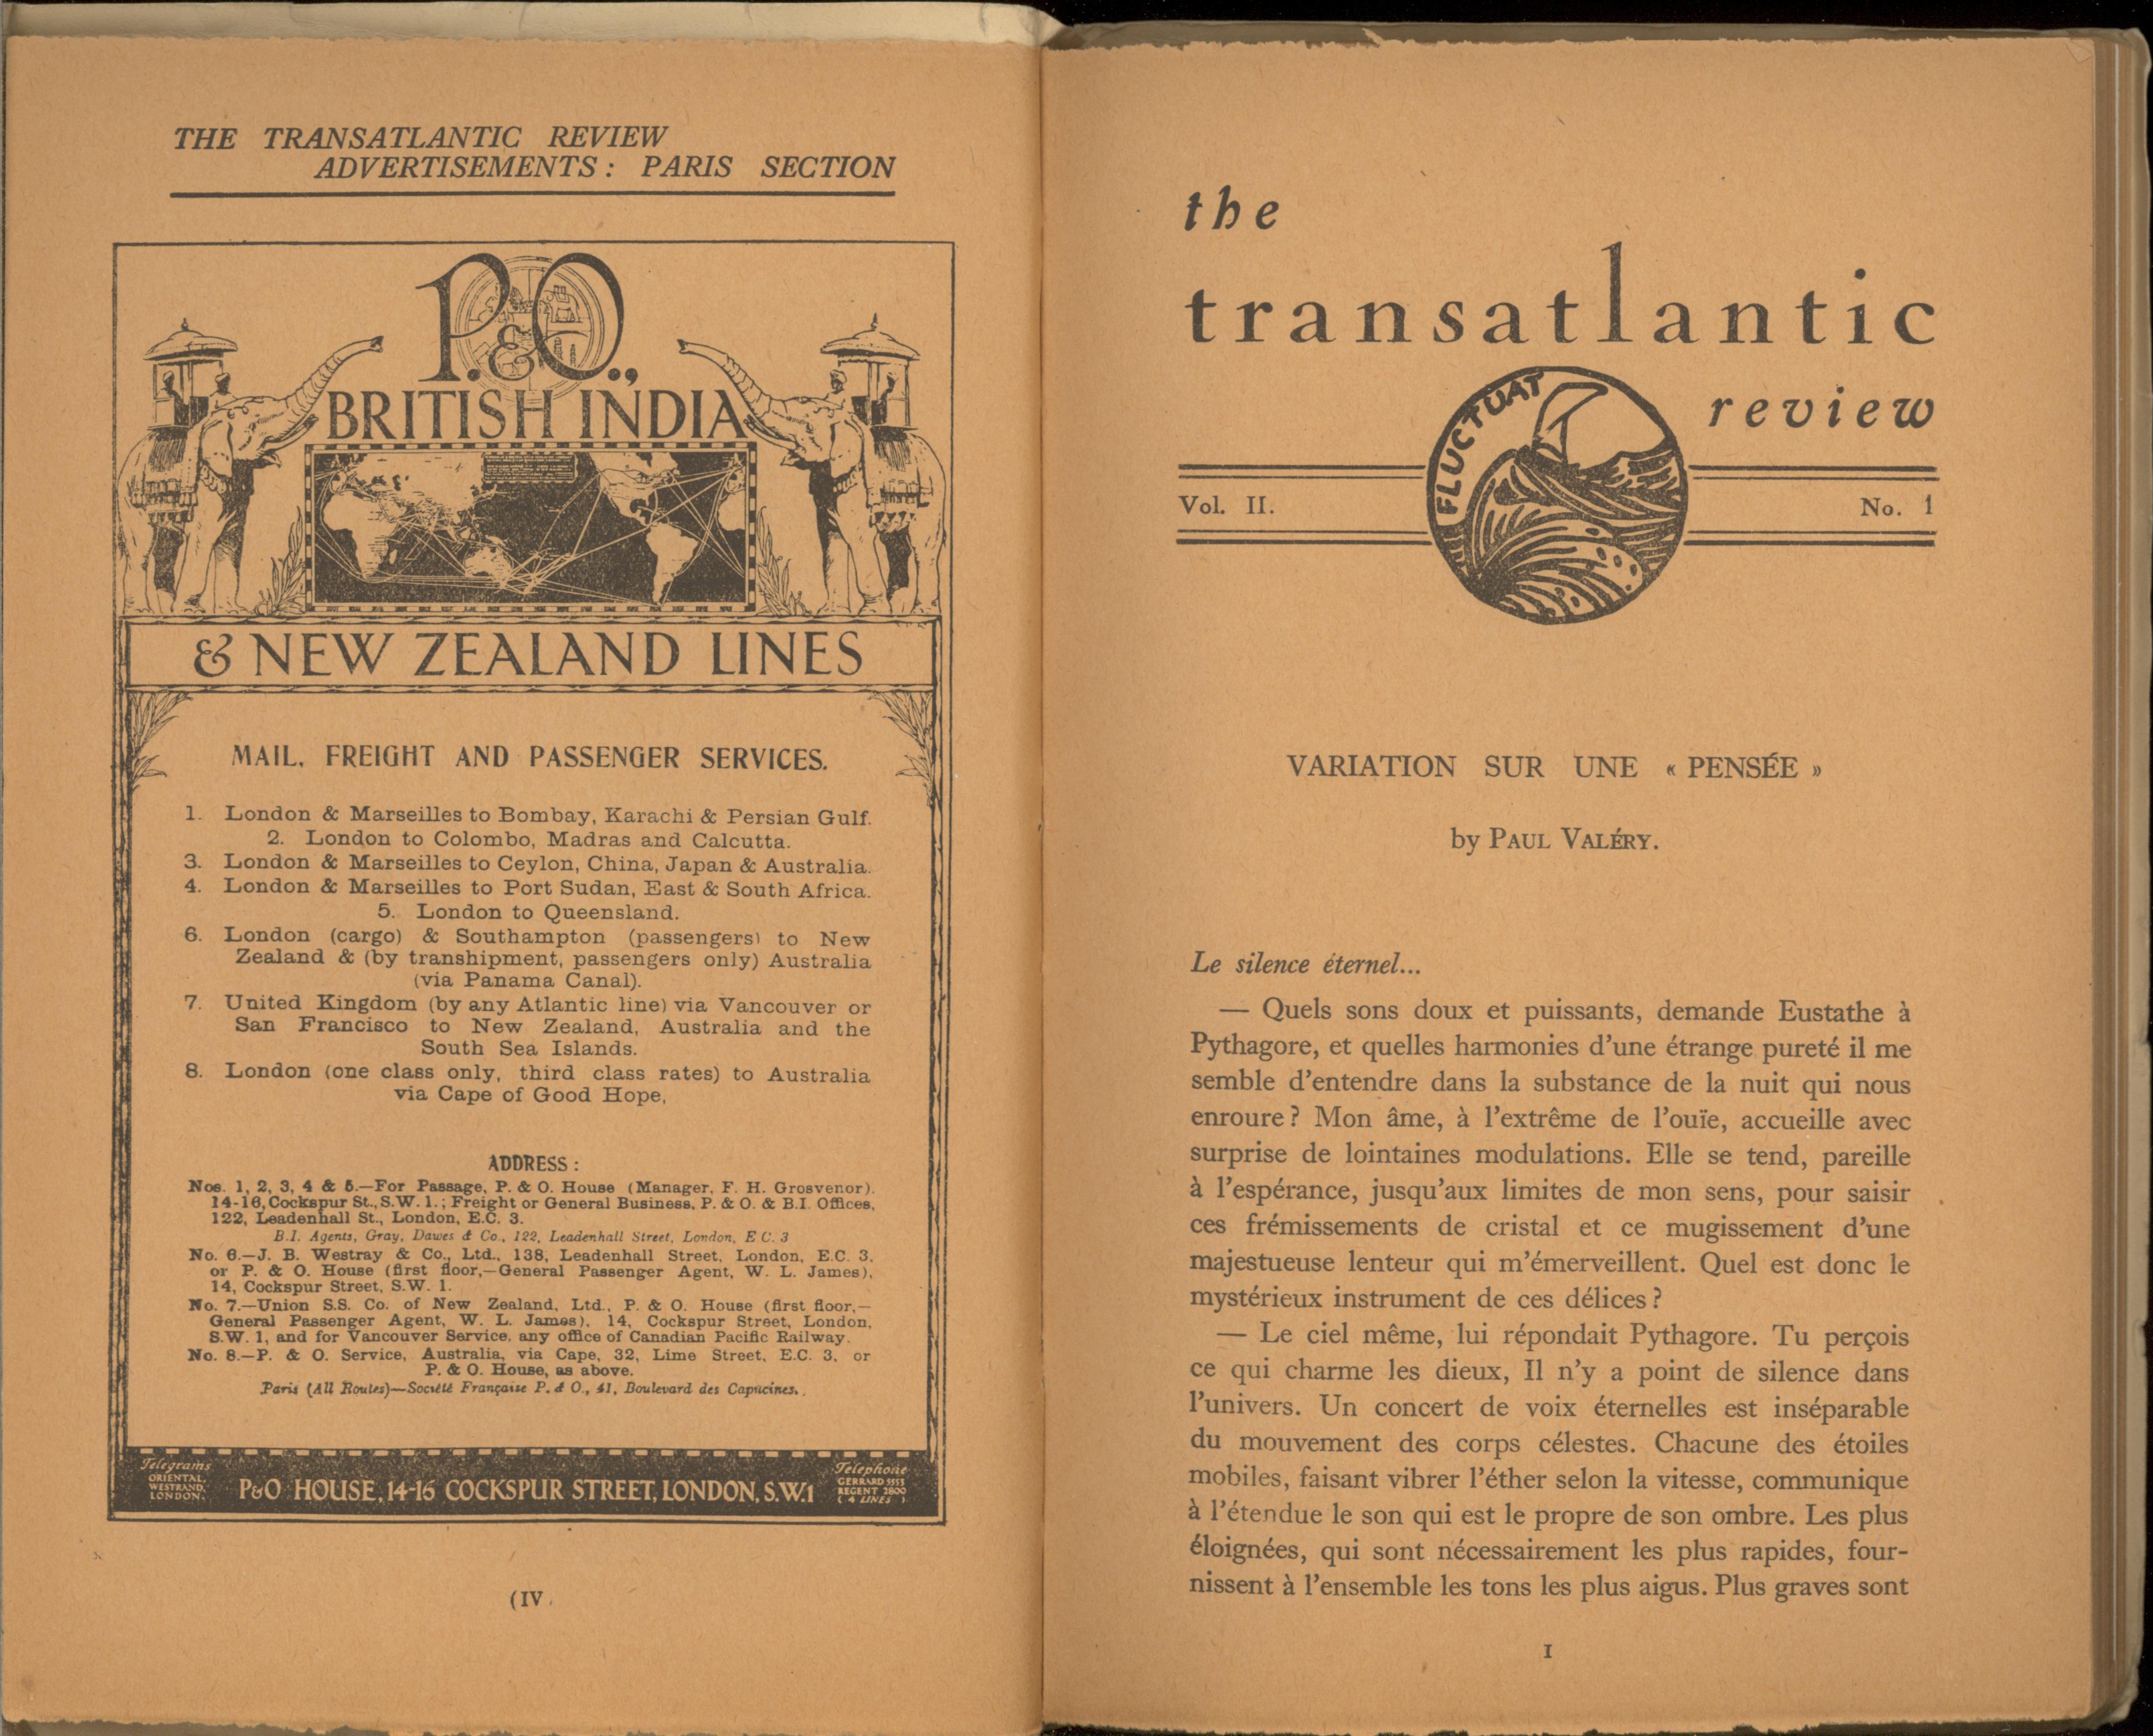 THE TRANSATLANTIC REVIEW
ADVERTISEMENTS : PARIS SECTION
P. & O.,
BRITISH INDIA
& NEW ZEALAND LINES
MAIL, FREIGHT AND PASSENGER SERVICES.
1. London & Marseilles to Bombay, Karachi & Persian Gulf.
2. London to Colombo, Madras and Calcutta.
3. London & Marseilles to Ceylon, China, Japan & Australia.
4. London & Marseilles to Port Sudan, East & South Africa.
5. London to Queensland.
6. London (cargo) & Southampton (passengers) to New
Zealand & (by transhipment, passengers only) Australia
(via Panama Canal).
7. United Kingdom (by any Atlantic line) via Vancouver or
San Francisco to New Zealand, Australia and the
South Sea Islands.
8. London (one class only, third class rates) to Australia
via Cape of Good Hope,
ADDRESS :
Nos. 1, 2, 3, 4 & 5.—For Passage, P. & O. House (Manager, F. H. Grosvenor).
14-16, Cockspur St., S.W. 1. ; Freight or General Business, P. & O. & B.I. Offices,
122, Leadenhall St., London, E.C. 3.
B.I. Agents, Gray, Dawes & Co., 122, Leadenhall Street, London, E C. 3
No. 6.—J. B. Westray & Co., Ltd., 138, Leadenhall Street, London, E.C. 3.
or P. & O. House (first floor,—General Passenger Agent, W. L. James),
14, Cockspur Street, S.W. 1.
No. 7.—Union S.S. Co. of New Zealand, Ltd., P. & O. House (first floor,—
General Passenger Agent, W. L. James), 14, Cockspur Street, London,
S.W. 1, and for Vancouver Service, any office of Canadian Pacific Railway.
No. 8.—P. & O. Service, Australia, via Cape, 32, Lime Street, E.C. 3, or
P. & O. House, as above.
Paris (All Routes)—Société Française P. & O., 41, Boulevard des Capucines.
Telegrams
ORIENTAL,
WESTRAND,
LONDON.
P&O HOUSE, 14-16 COCKSPUR STREET, LONDON, S.W.1
Telephone
GERRARD 5553
REGENT 2800
( 4 LINES )
(IV
the
transatlantic
review
FLUCTUAT
Vol. II.
No. 1
VARIATION SUR UNE « PENSÉE »
by PAUL VALÉRY.
Le silence éternel...
— Quels sons doux et puissants, demande Eustathe à
Pythagore, et quelles harmonies d'une étrange pureté il me
semble d'entendre dans la substance de la nuit qui nous
enroure ? Mon âme, à l'extrême de l'ouïe, accueille avec
surprise de lointaines modulations. Elle se tend, pareille
à l'espérance, jusqu'aux limites de mon sens, pour saisir
ces frémissements de cristal et ce mugissement d'une
majestueuse lenteur qui m'émerveillent. Quel est donc le
mystérieux instrument de ces délices ?
— Le ciel même, lui répondait Pythagore. Tu perçois
ce qui charme les dieux, Il n'y a point de silence dans
l'univers. Un concert de voix éternelles est inséparable
du mouvement des corps célestes. Chacune des étoiles
mobiles, faisant vibrer l'éther selon la vitesse, communique
à l'étendue le son qui est le propre de son ombre. Les plus
éloignées, qui sont nécessairement les plus rapides, four-
nissent à l'ensemble les tons les plus aigus. Plus graves sont
I